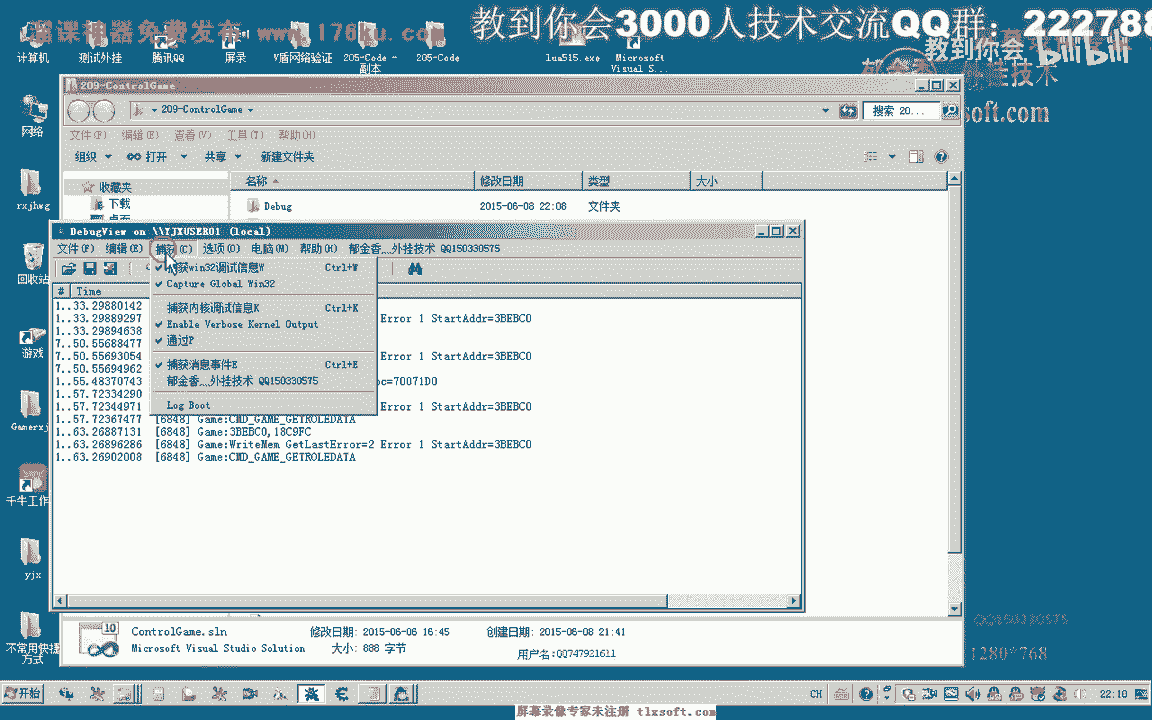 教到你会3000人技术交流QQ群：222788
逼课神器免费发布 www.176ku.com
教到你会
bilibili
计算机
测试外挂
腾讯QQ
屏录
V盾网络验证
205-Code - 副本
205-Code
lua515.exe
Microsoft Visual S...
外挂技术
soft.com
网络
rxjhwg
回收站
游戏
Gamerxj
千牛工作
yjx
不常用快捷方式
209-ControlGame
209-ControlGame
搜索 20...
文件(F) 编辑(E) 查看(V) 工具(T) 帮助(H)
组织 打开 共享 新建文件夹
收藏夹
下载
桌面
名称 修改日期 类型 大小
Debug 2015-06-08 22:08 文件夹
DebugView on \\YJXUSER01 (local)
文件(F) 编辑(E) 捕获(C) 选项(O) 电脑(M) 帮助(H) 郁金香...外挂技术 QQ150330575
捕获win32调试信息W Ctrl+W
Capture Global Win32
捕获内核调试信息K Ctrl+K
Enable Verbose Kernel Output
通过P
捕获消息事件E Ctrl+E
郁金香...外挂技术 QQ150330575
Log Boot
# Time
1..33.29880142
1..33.29889297 Error 1 StartAddr=3BEBC0
1..33.29894638
7..50.55688477
7..50.55693054 Error 1 StartAddr=3BEBC0
7..50.55694962
1..55.48370743 oc=70071D0
1..57.72334290
1..57.72344971 Error 1 StartAddr=3BEBC0
1..57.72367477 [6848] Game:CMD_GAME_GETROLEDATA
1..63.26887131 [6848] Game:3BEBC0,18C9FC
1..63.26896286 [6848] Game:WriteMem GetLastError=2 Error 1 StartAddr=3BEBC0
1..63.26902008 [6848] Game:CMD_GAME_GETROLEDATA
ControlGame.sln 修改日期: 2015-06-06 16:45 创建日期: 2015-06-08 21:41
Microsoft Visual Studio Solution 大小: 888 字节
用户名:QQ747921611
QQ150330575
1280*768
开始
CH
22:10
屏幕录像专家未注册 tlxsoft.com